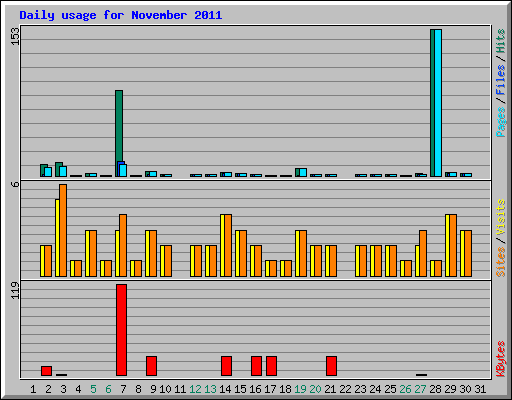 Daily usage for November 2011
153
Pages / Files / Hits
6
Sites / Visits
119
KBytes
1 2 3 4 5 6 7 8 9 10 11 12 13 14 15 16 17 18 19 20 21 22 23 24 25 26 27 28 29 30 31